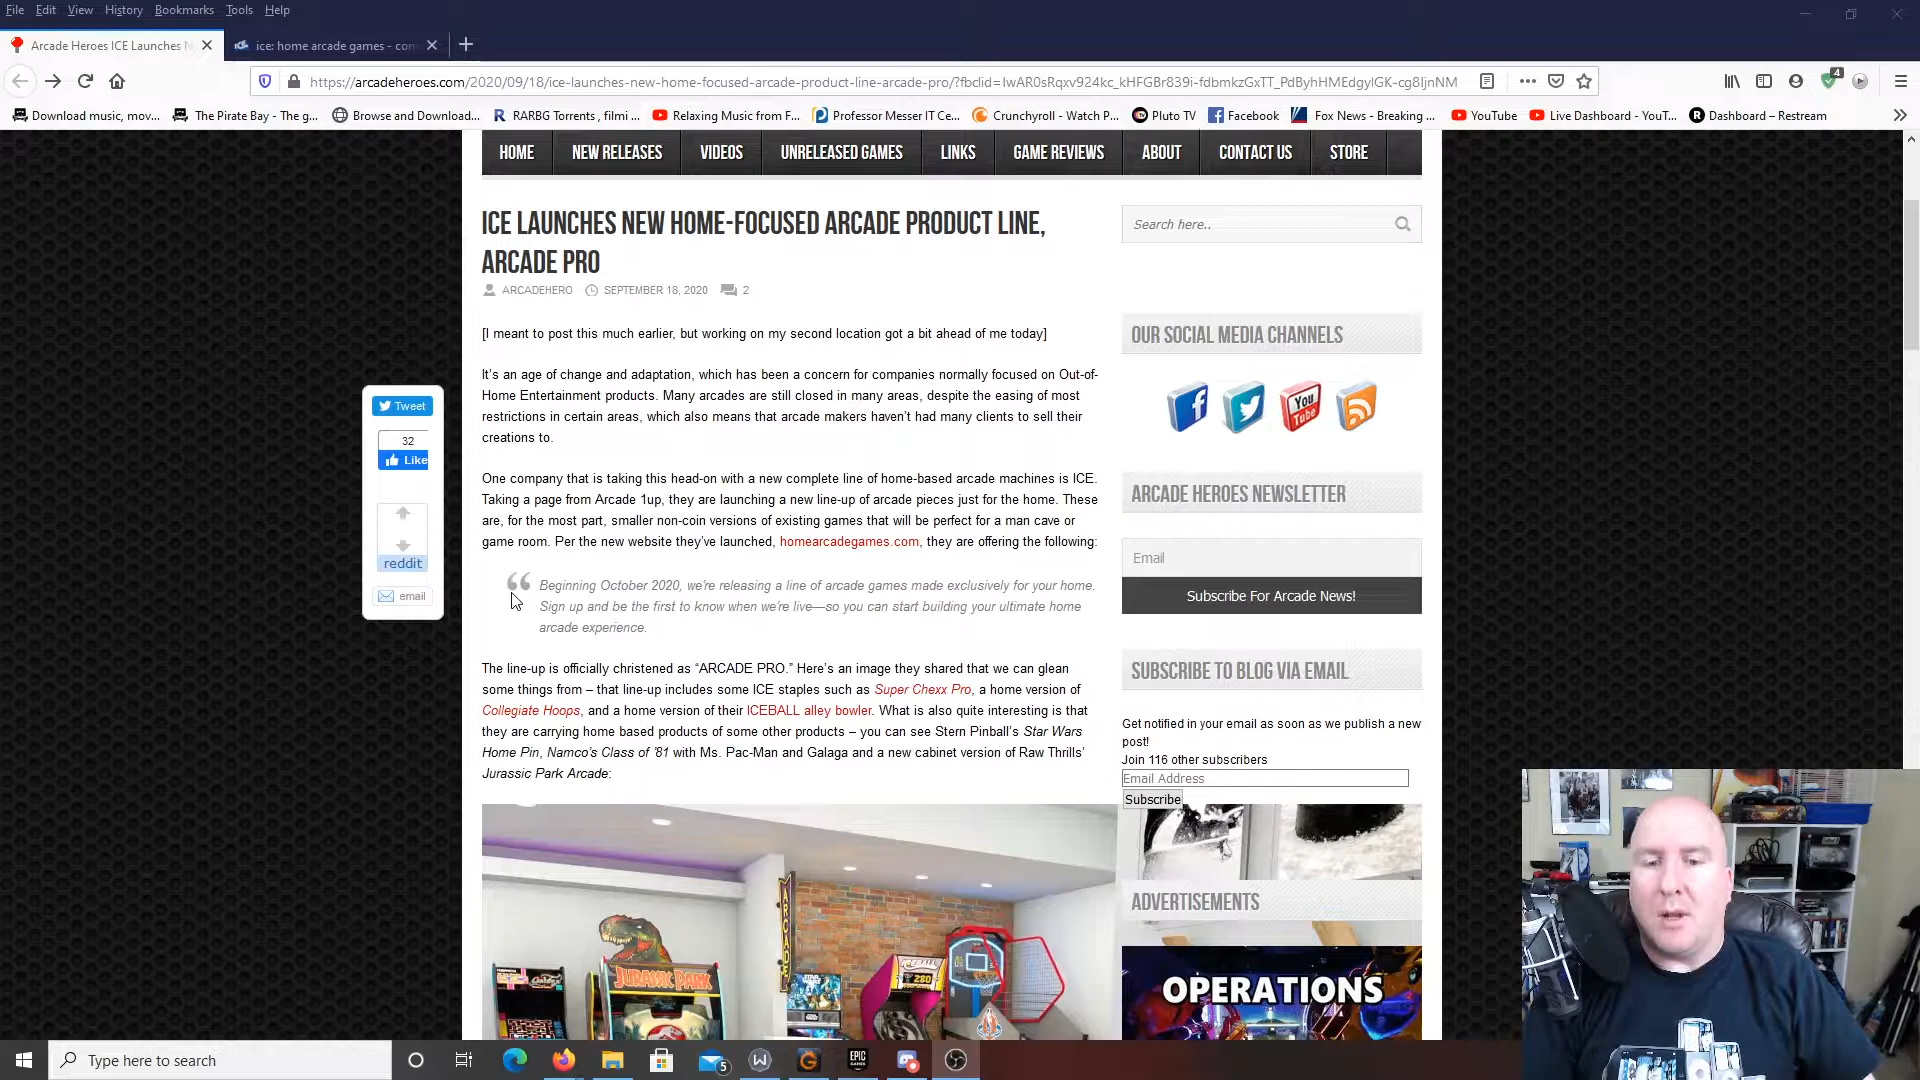 File Edit View History Bookmarks Tools Help
Arcade Heroes ICE Launches N
ice: home arcade games - com
https://arcadeheroes.com/2020/09/18/ice-launches-new-home-focused-arcade-product-line-arcade-pro/?fbclid=IwAR0sRqxv924kc_kHFGBr839i-fdbmkzGxTT_PdByhHMEdgyIGK-cg8IjnNM
4
Download music, mov... The Pirate Bay - The g... Browse and Download... RARBG Torrents , filmi ... Relaxing Music from F... Professor Messer IT Ce... Crunchyroll - Watch P... Pluto TV Facebook Fox News - Breaking ... YouTube Live Dashboard - YouT... Dashboard – Restream
HOME NEW RELEASES VIDEOS UNRELEASED GAMES LINKS GAME REVIEWS ABOUT CONTACT US STORE
ICE LAUNCHES NEW HOME-FOCUSED ARCADE PRODUCT LINE,
ARCADE PRO
ARCADEHERO SEPTEMBER 18, 2020 2
[I meant to post this much earlier, but working on my second location got a bit ahead of me today]
It's an age of change and adaptation, which has been a concern for companies normally focused on Out-of-
Home Entertainment products. Many arcades are still closed in many areas, despite the easing of most
restrictions in certain areas, which also means that arcade makers haven't had many clients to sell their
creations to.
One company that is taking this head-on with a new complete line of home-based arcade machines is ICE.
Taking a page from Arcade 1up, they are launching a new line-up of arcade pieces just for the home. These
are, for the most part, smaller non-coin versions of existing games that will be perfect for a man cave or
game room. Per the new website they've launched, homearcadegames.com, they are offering the following:
Beginning October 2020, we're releasing a line of arcade games made exclusively for your home.
Sign up and be the first to know when we're live—so you can start building your ultimate home
arcade experience.
The line-up is officially christened as "ARCADE PRO." Here's an image they shared that we can glean
some things from – that line-up includes some ICE staples such as Super Chexx Pro, a home version of
Collegiate Hoops, and a home version of their ICEBALL alley bowler. What is also quite interesting is that
they are carrying home based products of some other products – you can see Stern Pinball's Star Wars
Home Pin, Namco's Class of '81 with Ms. Pac-Man and Galaga and a new cabinet version of Raw Thrills'
Jurassic Park Arcade:
Tweet
32
Like
reddit
email
Search here..
OUR SOCIAL MEDIA CHANNELS
You
Tube
ARCADE HEROES NEWSLETTER
Email
Subscribe For Arcade News!
SUBSCRIBE TO BLOG VIA EMAIL
Get notified in your email as soon as we publish a new
post!
Join 116 other subscribers
Email Address
Subscribe
ADVERTISEMENTS
OPERATIONS
ARCADE
JURASSIC PARK
STAR WARS
ICEBALL
280
Type here to search
5
EPIC
GAMES